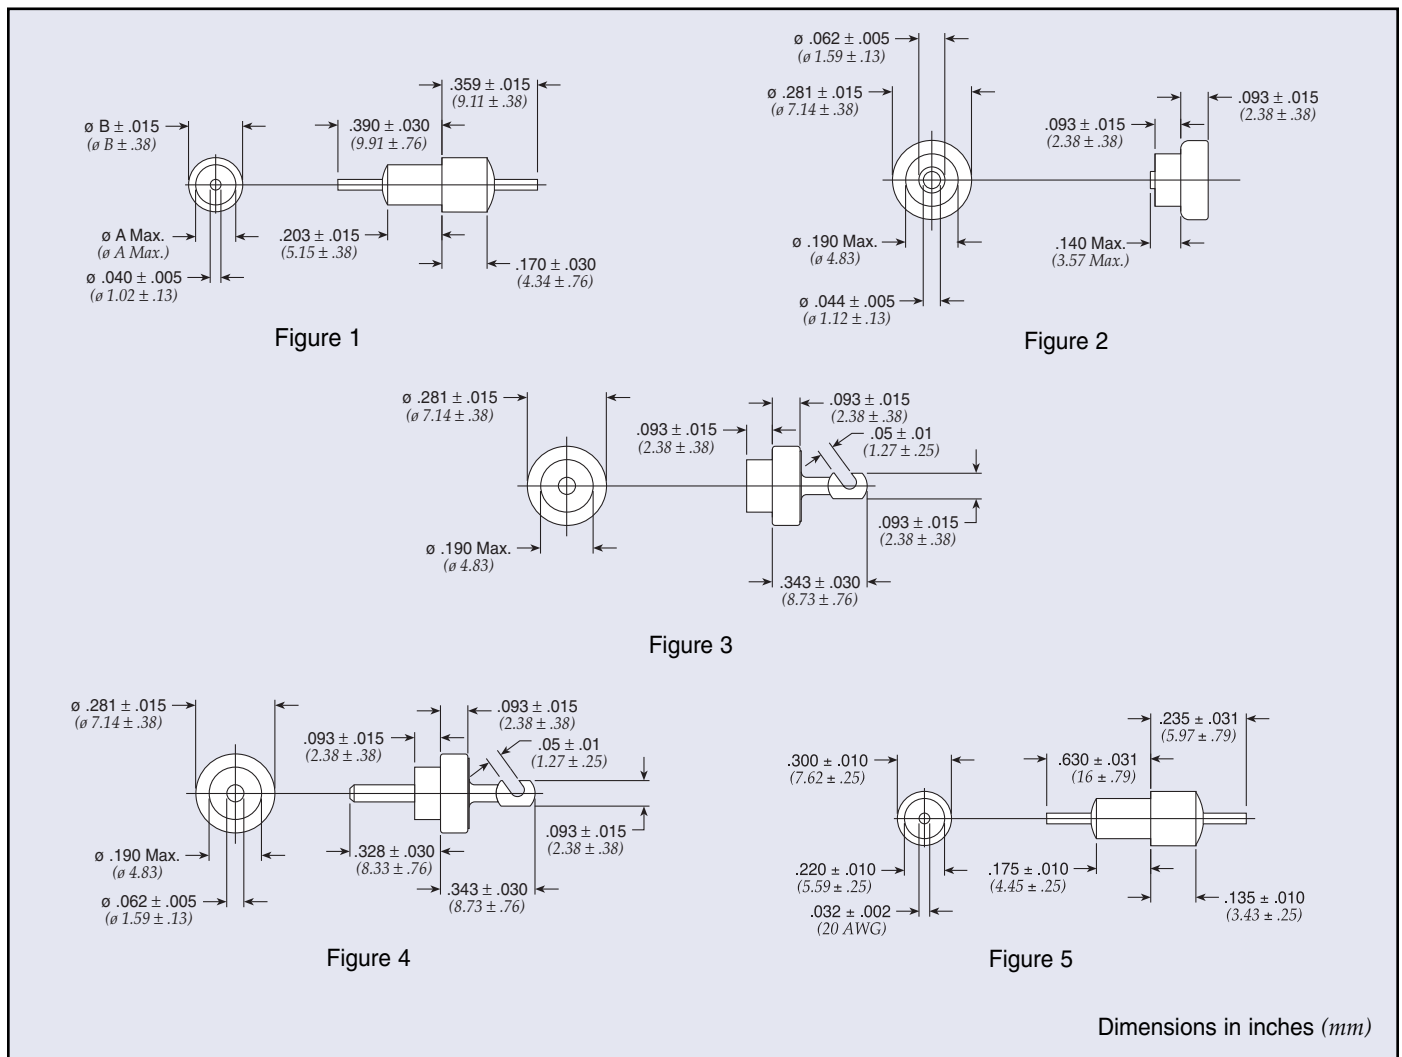 ø B ± .015
(ø B ± .38)
.390 ± .030
(9.91 ± .76)
.359 ± .015
(9.11 ± .38)
ø A Max.
(ø A Max.)
ø .040 ± .005
(ø 1.02 ± .13)
.203 ± .015
(5.15 ± .38)
.170 ± .030
(4.34 ± .76)
Figure 1
ø .062 ± .005
(ø 1.59 ± .13)
ø .281 ± .015
(ø 7.14 ± .38)
.093 ± .015
(2.38 ± .38)
.093 ± .015
(2.38 ± .38)
ø .190 Max.
(ø 4.83)
.140 Max.
(3.57 Max.)
ø .044 ± .005
(ø 1.12 ± .13)
Figure 2
ø .281 ± .015
(ø 7.14 ± .38)
.093 ± .015
(2.38 ± .38)
.093 ± .015
(2.38 ± .38)
.05 ± .01
(1.27 ± .25)
ø .190 Max.
(ø 4.83)
.093 ± .015
(2.38 ± .38)
.343 ± .030
(8.73 ± .76)
Figure 3
ø .281 ± .015
(ø 7.14 ± .38)
.093 ± .015
(2.38 ± .38)
.093 ± .015
(2.38 ± .38)
.05 ± .01
(1.27 ± .25)
ø .190 Max.
(ø 4.83)
ø .062 ± .005
(ø 1.59 ± .13)
.328 ± .030
(8.33 ± .76)
.093 ± .015
(2.38 ± .38)
.343 ± .030
(8.73 ± .76)
Figure 4
.300 ± .010
(7.62 ± .25)
.630 ± .031
(16 ± .79)
.235 ± .031
(5.97 ± .79)
.220 ± .010
(5.59 ± .25)
.032 ± .002
(20 AWG)
.175 ± .010
(4.45 ± .25)
.135 ± .010
(3.43 ± .25)
Figure 5
Dimensions in inches (mm)